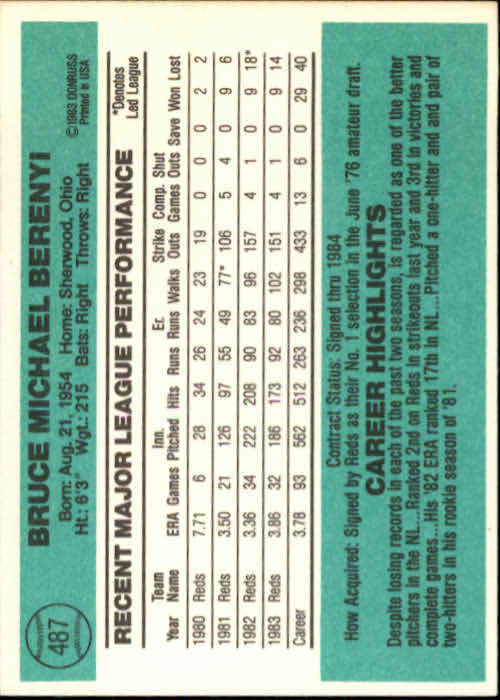 487
BRUCE MICHAEL BERENYI
Born: Aug. 21, 1954 Home: Sherwood, Ohio
Ht.: 6'3" Wgt.: 215 Bats: Right Throws: Right
©1983 DONRUSS
Printed in USA
RECENT MAJOR LEAGUE PERFORMANCE
*Denotes
Led League
Team Inn. Er. Strike Comp. Shut
Year Name ERA Games Pitched Hits Runs Runs Walks Outs Games Outs Save Won Lost
1980 Reds 7.71 6 28 34 26 24 23 19 0 0 0 2 2
1981 Reds 3.50 21 126 97 55 49 77* 106 5 4 0 9 6
1982 Reds 3.36 34 222 208 90 83 96 157 4 1 0 9 18*
1983 Reds 3.86 32 186 173 92 80 102 151 4 1 0 9 14
Career 3.78 93 562 512 263 236 298 433 13 6 0 29 40
Contract Status: Signed thru 1984
How Acquired: Signed by Reds as their No. 1 selection in the June '76 amateur draft.
CAREER HIGHLIGHTS
Despite losing records in each of the past two seasons, is regarded as one of the better
pitchers in the NL...Ranked 2nd on Reds in strikeouts last year and 3rd in victories and
complete games...His '82 ERA ranked 17th in NL...Pitched a one-hitter and and pair of
two-hitters in his rookie season of '81.